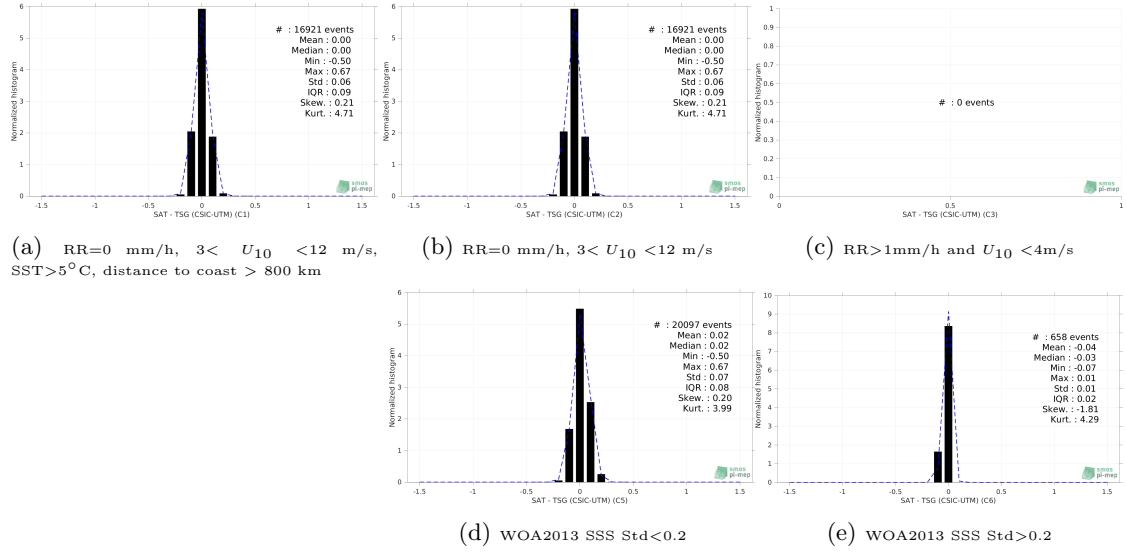 6
5
4
3
2
1
0
Normalized histogram
# : 16921 events
Mean : 0.00
Median : 0.00
Min : -0.50
Max : 0.67
Std : 0.06
IQR : 0.09
Skew. : 0.21
Kurt. : 4.71
smos
pi-mep
-1.5 -1 -0.5 0 0.5 1 1.5
SAT - TSG (CSIC-UTM) (C1)
(a) RR=0 mm/h, 3< U10 <12 m/s,
SST>5°C, distance to coast > 800 km
6
5
4
3
2
1
0
Normalized histogram
# : 16921 events
Mean : 0.00
Median : 0.00
Min : -0.50
Max : 0.67
Std : 0.06
IQR : 0.09
Skew. : 0.21
Kurt. : 4.71
smos
pi-mep
-1.5 -1 -0.5 0 0.5 1 1.5
SAT - TSG (CSIC-UTM) (C2)
(b) RR=0 mm/h, 3< U10 <12 m/s
1
0.9
0.8
0.7
0.6
0.5
0.4
0.3
0.2
0.1
0
Normalized histogram
# : 0 events
smos
pi-mep
0 1
SAT - TSG (CSIC-UTM) (C3)
(c) RR>1mm/h and U10 <4m/s
6
5
4
3
2
1
0
Normalized histogram
# : 20097 events
Mean : 0.02
Median : 0.02
Min : -0.50
Max : 0.67
Std : 0.07
IQR : 0.08
Skew. : 0.20
Kurt. : 3.99
smos
pi-mep
-1.5 -1 -0.5 0 0.5 1 1.5
SAT - TSG (CSIC-UTM) (C5)
(d) WOA2013 SSS Std<0.2
10
9
8
7
6
5
4
3
2
1
0
Normalized histogram
# : 658 events
Mean : -0.04
Median : -0.03
Min : -0.07
Max : 0.01
Std : 0.01
IQR : 0.02
Skew. : -1.81
Kurt. : 4.29
smos
pi-mep
-1.5 -1 -0.5 0 0.5 1 1.5
SAT - TSG (CSIC-UTM) (C6)
(e) WOA2013 SSS Std>0.2